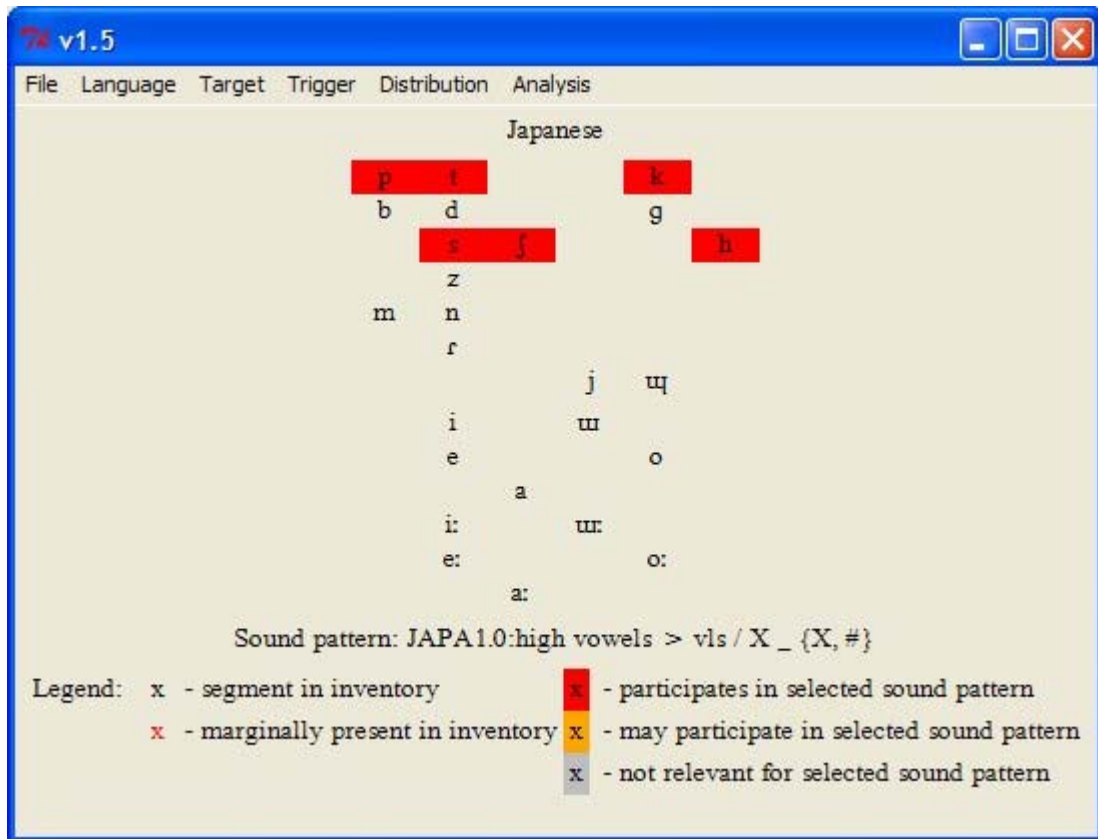 v1.5
File Language Target Trigger Distribution Analysis
Japanese
p t k
b d g
s ʃ h
z
m n
ɾ
j ɰ
i ɯ
e o
a
iː ɯː
eː oː
aː
Sound pattern: JAPA1.0:high vowels > vls / X _ {X, #}
Legend: x - segment in inventory x - participates in selected sound pattern
x - marginally present in inventory x - may participate in selected sound pattern
x - not relevant for selected sound pattern